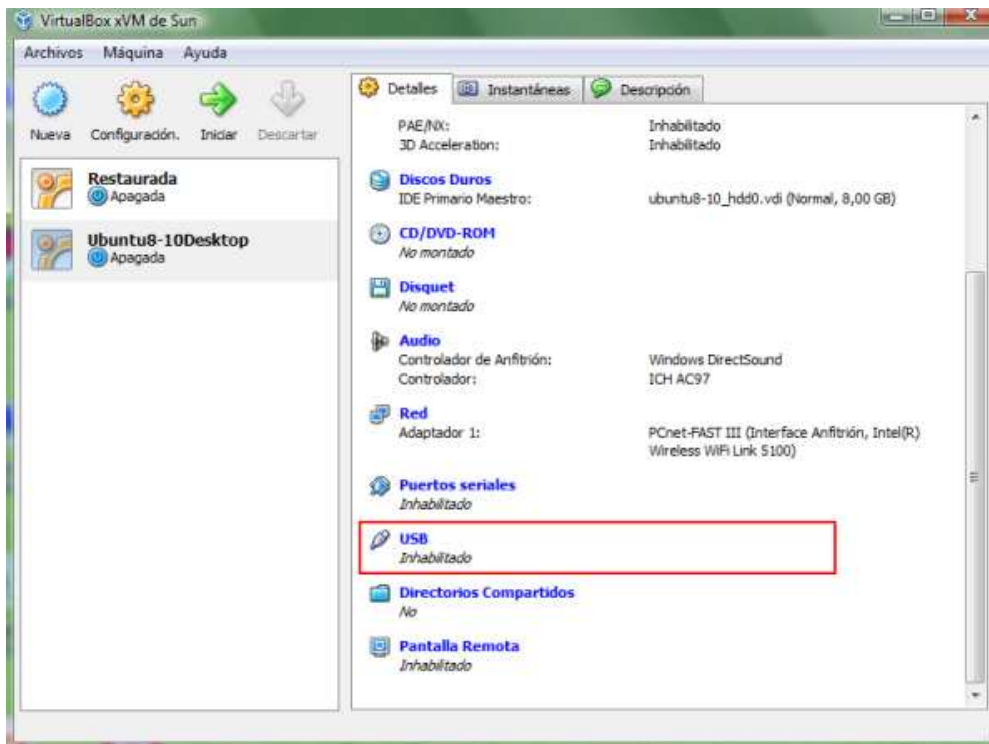 VirtualBox xVM de Sun
Archivos Máquina Ayuda
Nueva Configuración. Iniciar Descartar
Restaurada
Apagada
Ubuntu8-10Desktop
Apagada
Detalles Instantáneas Descripción
PAE/NX: Inhabilitado
3D Acceleration: Inhabilitado
Discos Duros
IDE Primario Maestro: ubuntu8-10_hdd0.vdi (Normal, 8,00 GB)
CD/DVD-ROM
No montado
Disquet
No montado
Audio
Controlador de Anfitrión: Windows DirectSound
Controlador: ICH AC97
Red
Adaptador 1: PCnet-FAST III (Interface Anfitrión, Intel(R)
Wireless WiFi Link 5100)
Puertos seriales
Inhabilitado
USB
Inhabilitado
Directorios Compartidos
No
Pantalla Remota
Inhabilitado